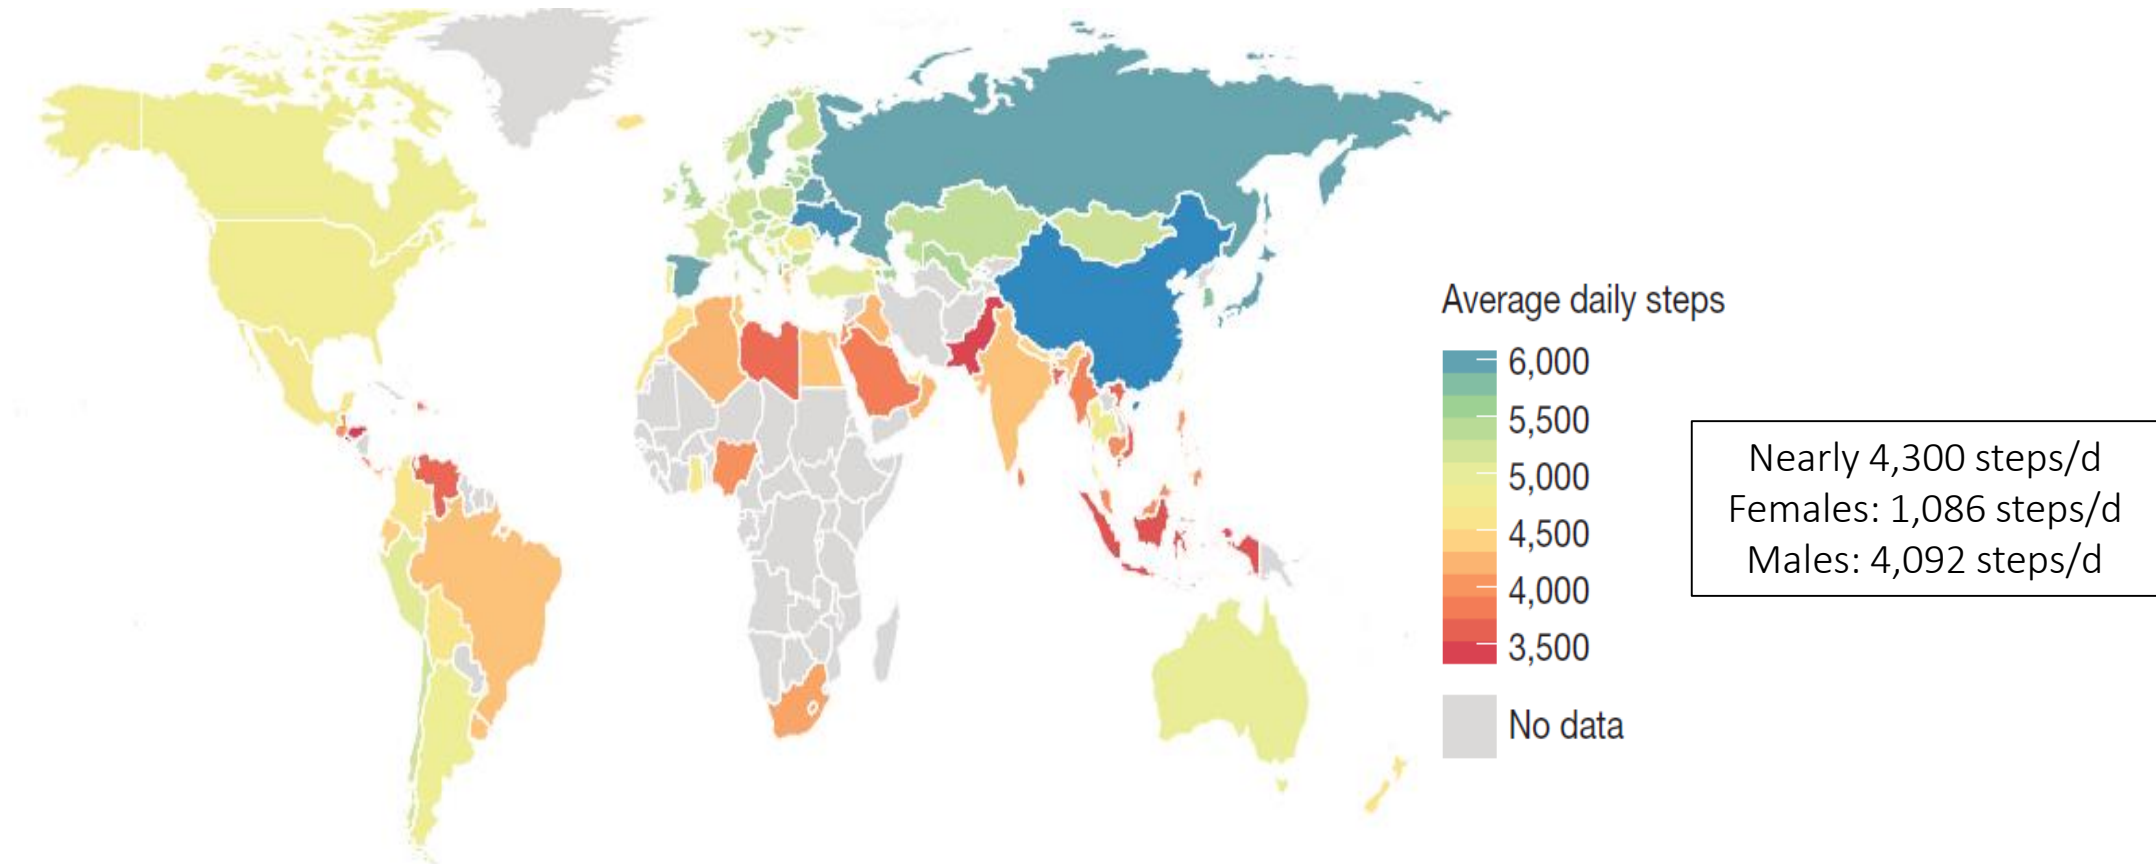 Average daily steps
6,000
5,500
5,000
4,500
4,000
3,500
No data
Nearly 4,300 steps/d
Females: 1,086 steps/d
Males: 4,092 steps/d